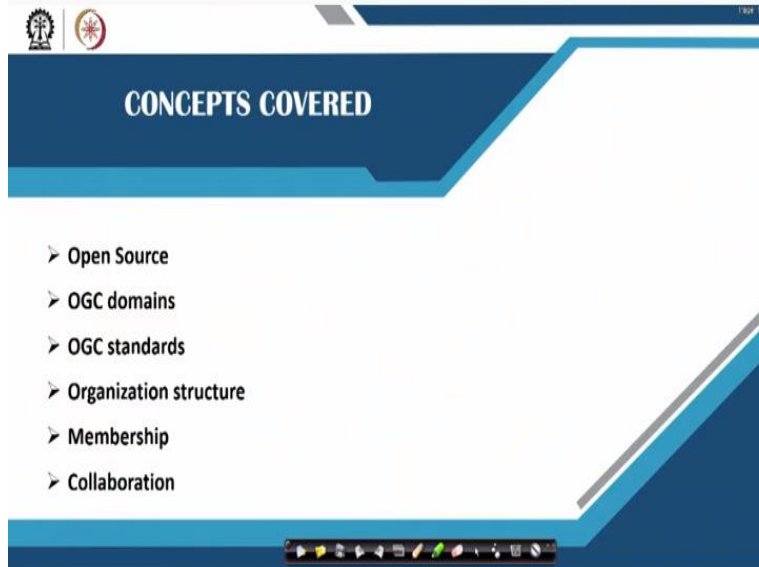 CONCEPTS COVERED
➢ Open Source
➢ OGC domains
➢ OGC standards
➢ Organization structure
➢ Membership
➢ Collaboration